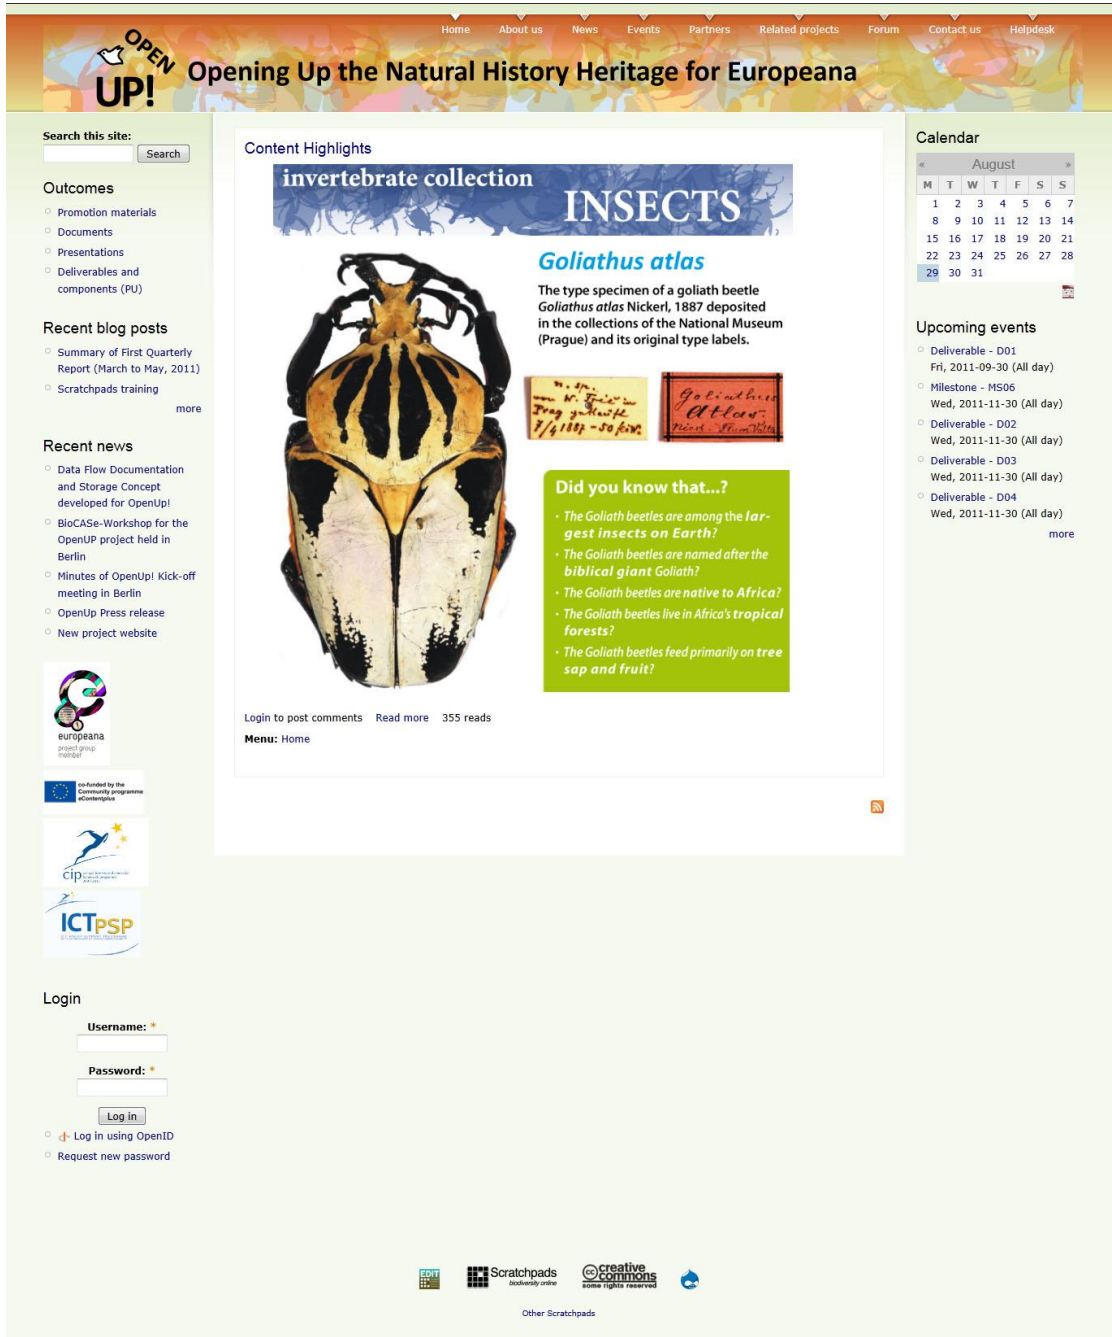 Home About us News Events Partners Related projects Forum Contact us Helpdesk
OPEN
UP!
Opening Up the Natural History Heritage for Europeana
Search this site:
Search
Outcomes
Promotion materials
Documents
Presentations
Deliverables and
components (PU)
Recent blog posts
Summary of First Quarterly
Report (March to May, 2011)
Scratchpads training
more
Recent news
Data Flow Documentation
and Storage Concept
developed for OpenUp!
BioCASe-Workshop for the
OpenUP project held in
Berlin
Minutes of OpenUp! Kick-off
meeting in Berlin
OpenUp Press release
New project website
europeana
project group
member
co-funded by the
Community programme
eContentplus
cip
ICTPSP
Login
Username: *
Password: *
Log in
Log in using OpenID
Request new password
Content Highlights
invertebrate collection
INSECTS
Goliathus atlas
The type specimen of a goliath beetle
Goliathus atlas Nickerl, 1887 deposited
in the collections of the National Museum
(Prague) and its original type labels.
n. sp.
von
Prag
7/4 1887 - 50
Goliathus
Atlas.
Did you know that...?
• The Goliath beetles are among the lar-
gest insects on Earth?
• The Goliath beetles are named after the
biblical giant Goliath?
• The Goliath beetles are native to Africa?
• The Goliath beetles live in Africa's tropical
forests?
• The Goliath beetles feed primarily on tree
sap and fruit?
Login to post comments Read more 355 reads
Menu: Home
Calendar
« August »
M T W T F S S
1 2 3 4 5 6 7
8 9 10 11 12 13 14
15 16 17 18 19 20 21
22 23 24 25 26 27 28
29 30 31
Upcoming events
Deliverable - D01
Fri, 2011-09-30 (All day)
Milestone - MS06
Wed, 2011-11-30 (All day)
Deliverable - D02
Wed, 2011-11-30 (All day)
Deliverable - D03
Wed, 2011-11-30 (All day)
Deliverable - D04
Wed, 2011-11-30 (All day)
more
EDIT
Scratchpads
biodiversity online
cc creative
commons
some rights reserved
Other Scratchpads